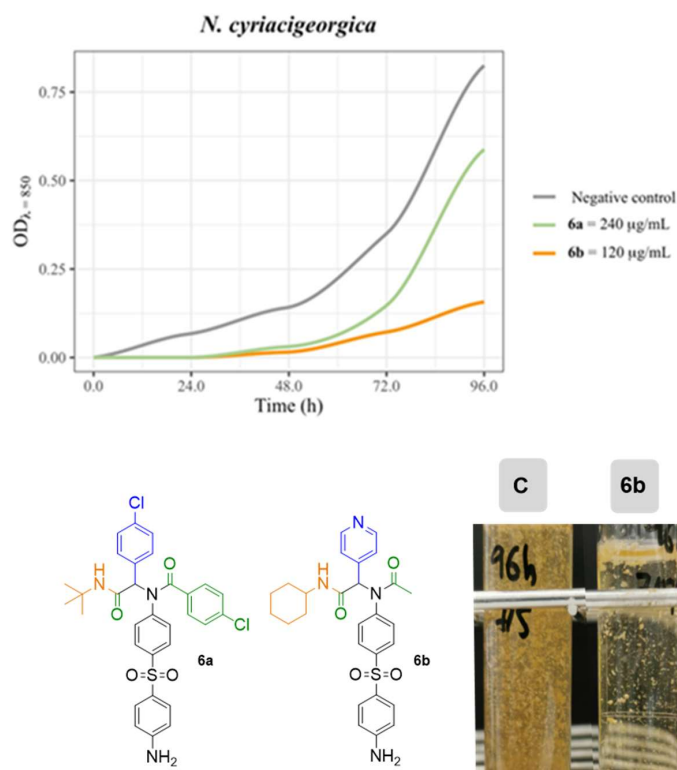 N. cyriacigeorgica
ODλ = 850
0.75
0.50
0.25
0.00
0.0 24.0 48.0 72.0 96.0
Time (h)
Negative control
6a = 240 µg/mL
6b = 120 µg/mL
Cl
H
N
O
N
O
Cl
O=S=O
6a
NH2
N
H
N
O
N
O
O=S=O
6b
NH2
C
6b
96h